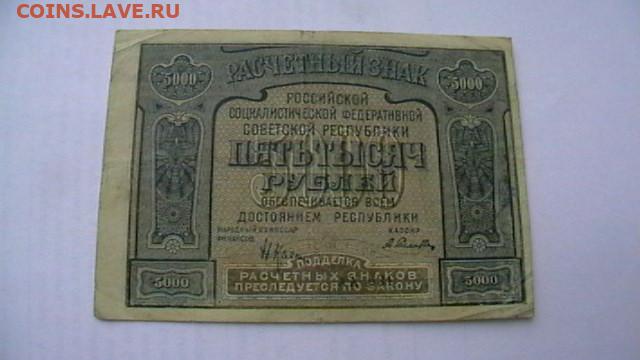 COINS.LAVE.RU
РАСЧЕТНЫЙ ЗНАК
5000
5000
РОССИЙСКОЙ
СОЦИАЛИСТИЧЕСКОЙ ФЕДЕРАТИВНОЙ
СОВЕТСКОЙ РЕСПУБЛИКИ
ПЯТЬ ТЫСЯЧ
РУБЛЕЙ
ОБЕСПЕЧИВАЕТСЯ ВСЕМ
ДОСТОЯНИЕМ РЕСПУБЛИКИ
НАРОДНЫЙ КОМИССАР
ФИНАНСОВ
КАССИР
ПОДДЕЛКА
РАСЧЕТНЫХ ЗНАКОВ
ПРЕСЛЕДУЕТСЯ ПО ЗАКОНУ
5000
5000